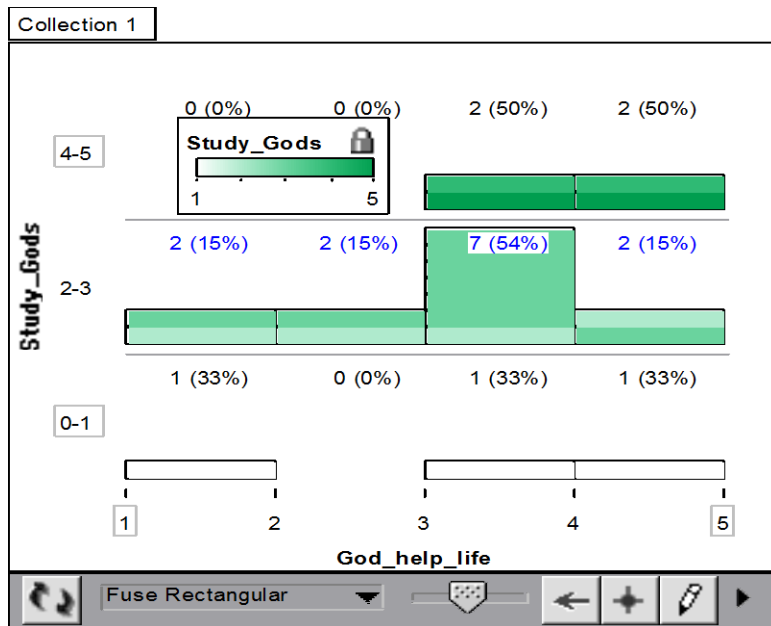 Collection 1
0 (0%) 0 (0%) 2 (50%) 2 (50%)
Study_Gods
1 5
4-5
2 (15%) 2 (15%) 7 (54%) 2 (15%)
2-3
Study_Gods
1 (33%) 0 (0%) 1 (33%) 1 (33%)
0-1
1 2 3 4 5
God_help_life
Fuse Rectangular